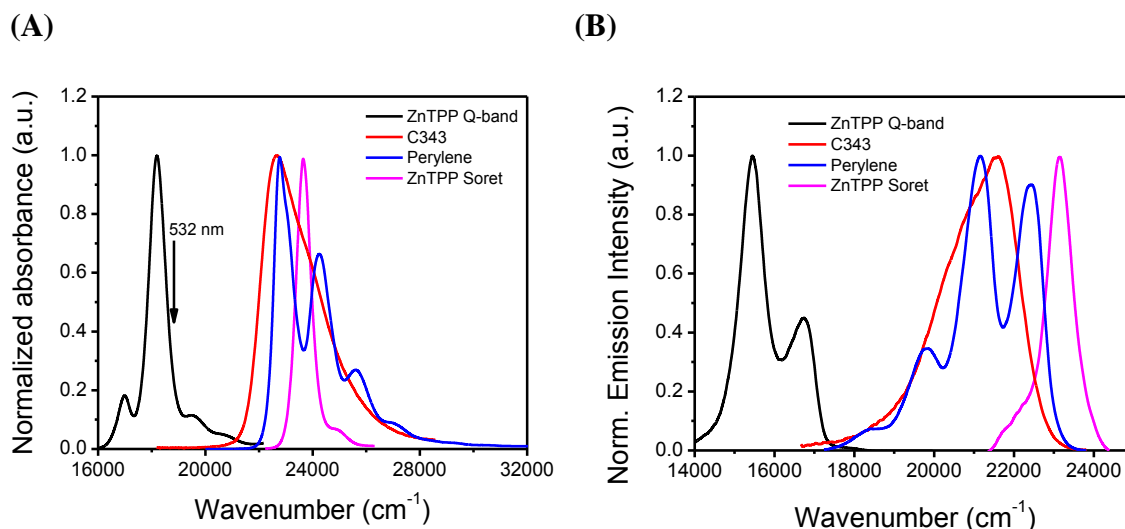 (A)
(B)
1.2
1.0
0.8
0.6
0.4
0.2
0.0
Normalized absorbance (a.u.)
ZnTPP Q-band
C343
Perylene
ZnTPP Soret
532 nm
16000 20000 24000 28000 32000
Wavenumber (cm⁻¹)
1.2
1.0
0.8
0.6
0.4
0.2
0.0
Norm. Emission Intensity (a.u.)
ZnTPP Q-band
C343
Perylene
ZnTPP Soret
14000 16000 18000 20000 22000 24000
Wavenumber (cm⁻¹)